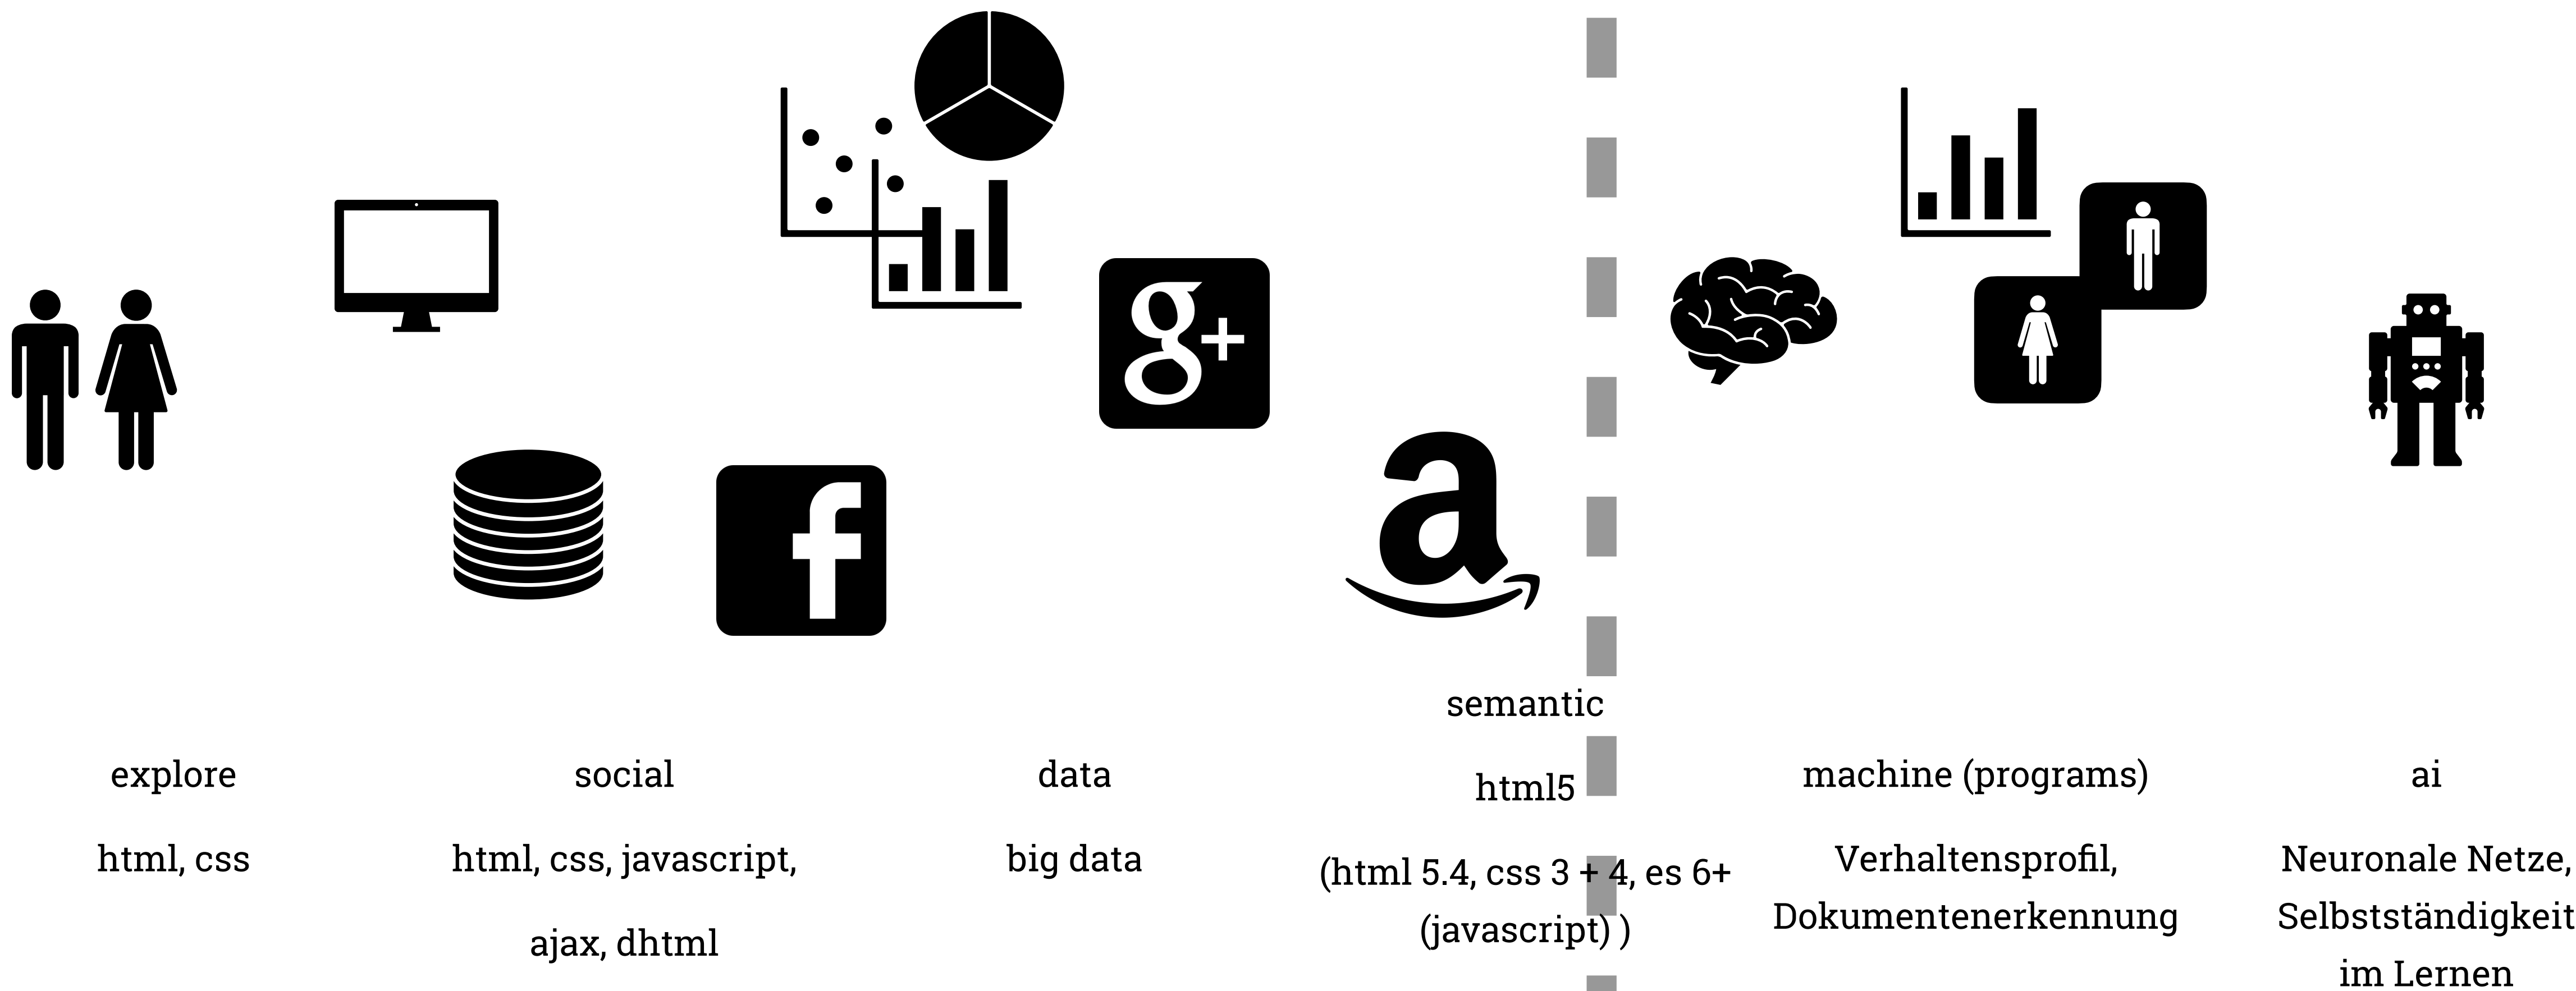 g+
f
a
explore
html, css
social
html, css, javascript,
ajax, dhtml
data
big data
semantic
html5
(html 5.4, css 3 + 4, es 6+
(javascript) )
machine (programs)
Verhaltensprofil,
Dokumentenerkennung
ai
Neuronale Netze,
Selbstständigkeit
im Lernen